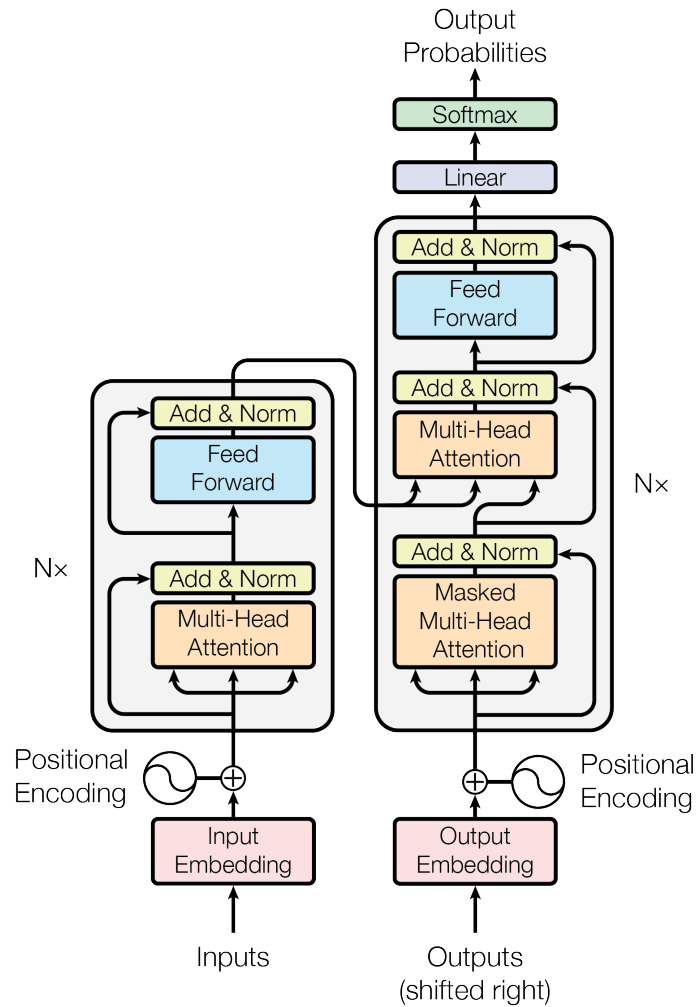 Output
Probabilities
Softmax
Linear
Add & Norm
Feed
Forward
Add & Norm
Multi-Head
Attention
Add & Norm
Masked
Multi-Head
Attention
N×
Add & Norm
Feed
Forward
Add & Norm
Multi-Head
Attention
N×
Positional
Encoding
Positional
Encoding
Input
Embedding
Output
Embedding
Inputs
Outputs
(shifted right)